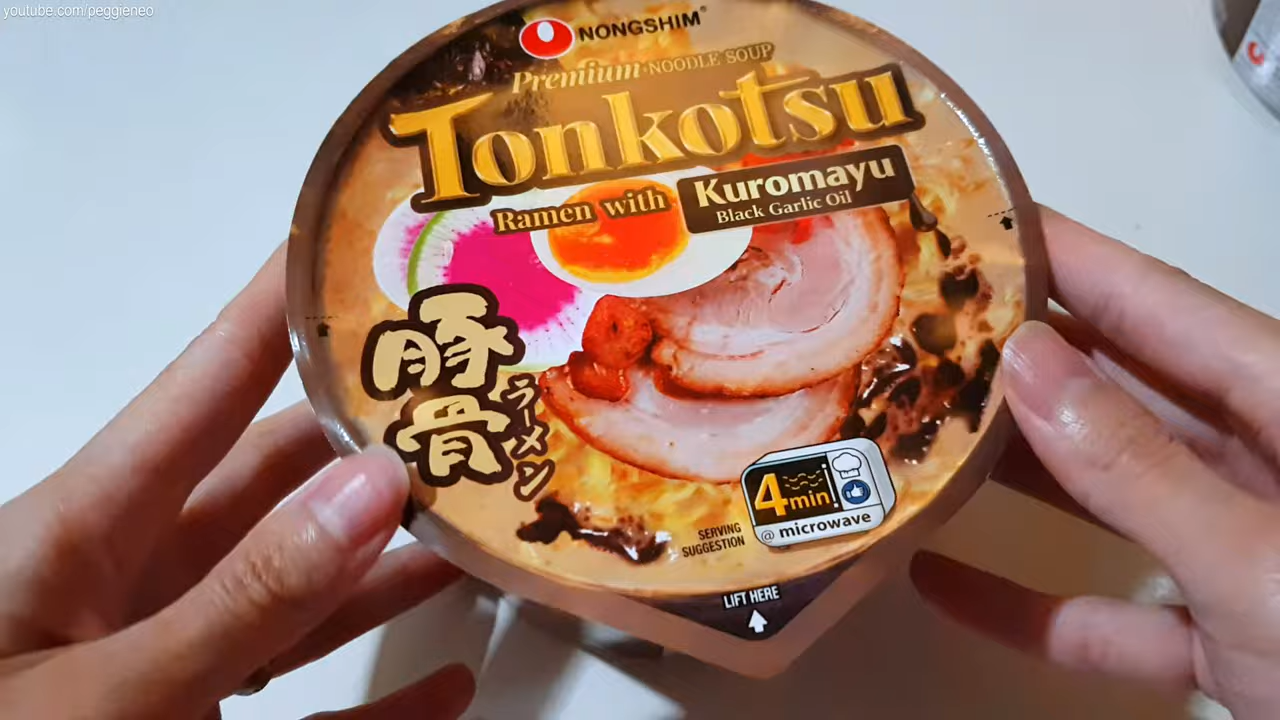 youtube.com/peggieneo
NONGSHIM®
Premium NOODLE SOUP
Tonkotsu
Ramen with Kuromayu
Black Garlic Oil
豚骨
ラーメン
4min
@ microwave
SERVING
SUGGESTION
LIFT HERE